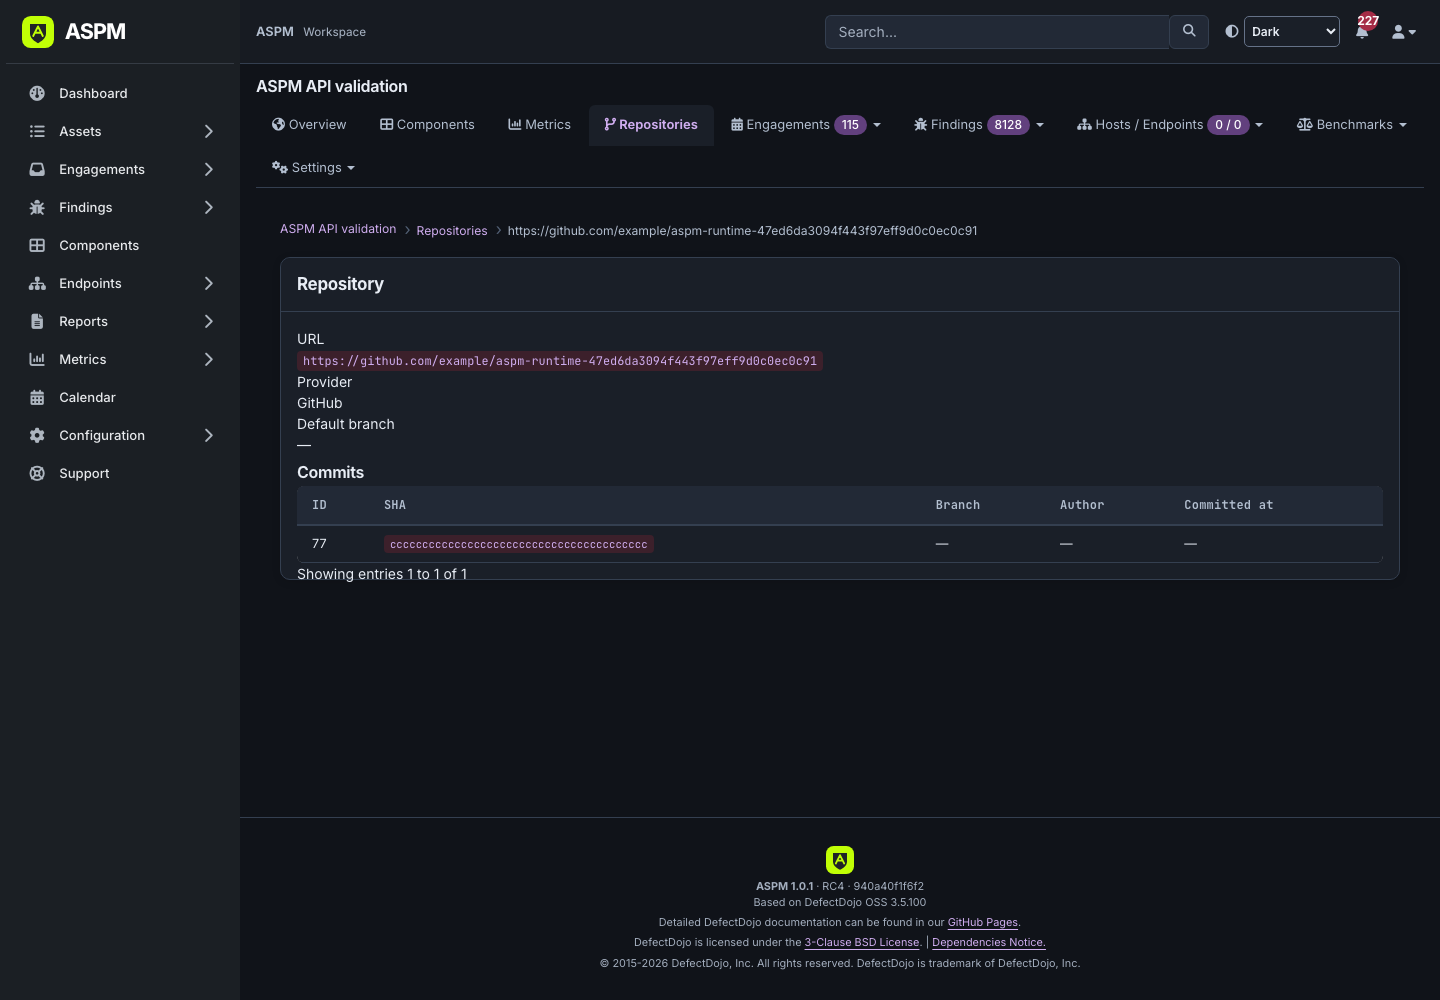 ASPM
ASPM Workspace
Search...
Dark
227
Dashboard
Assets
Engagements
Findings
Components
Endpoints
Reports
Metrics
Calendar
Configuration
Support
ASPM API validation
Overview Components Metrics Repositories Engagements 115 Findings 8128 Hosts / Endpoints 0 / 0 Benchmarks
Settings
ASPM API validation > Repositories > https://github.com/example/aspm-runtime-47ed6da3094f443f97eff9d0c0ec0c91
Repository
URL
https://github.com/example/aspm-runtime-47ed6da3094f443f97eff9d0c0ec0c91
Provider
GitHub
Default branch
—
Commits
ID SHA Branch Author Committed at
77 cccccccccccccccccccccccccccccccccccccccc — — —
Showing entries 1 to 1 of 1
ASPM 1.0.1 · RC4 · 940a40f1f6f2
Based on DefectDojo OSS 3.5.100
Detailed DefectDojo documentation can be found in our GitHub Pages.
DefectDojo is licensed under the 3-Clause BSD License. | Dependencies Notice.
© 2015-2026 DefectDojo, Inc. All rights reserved. DefectDojo is trademark of DefectDojo, Inc.